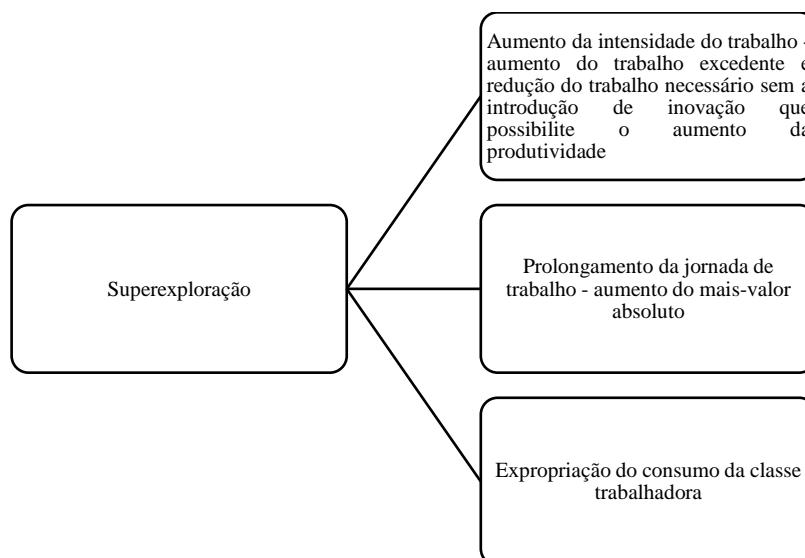 Aumento da intensidade do trabalho -
aumento do trabalho excedente e
redução do trabalho necessário sem a
introdução de inovação que
possibilite o aumento da
produtividade
Superexploração
Prolongamento da jornada de
trabalho - aumento do mais-valor
absoluto
Expropriação do consumo da classe
trabalhadora